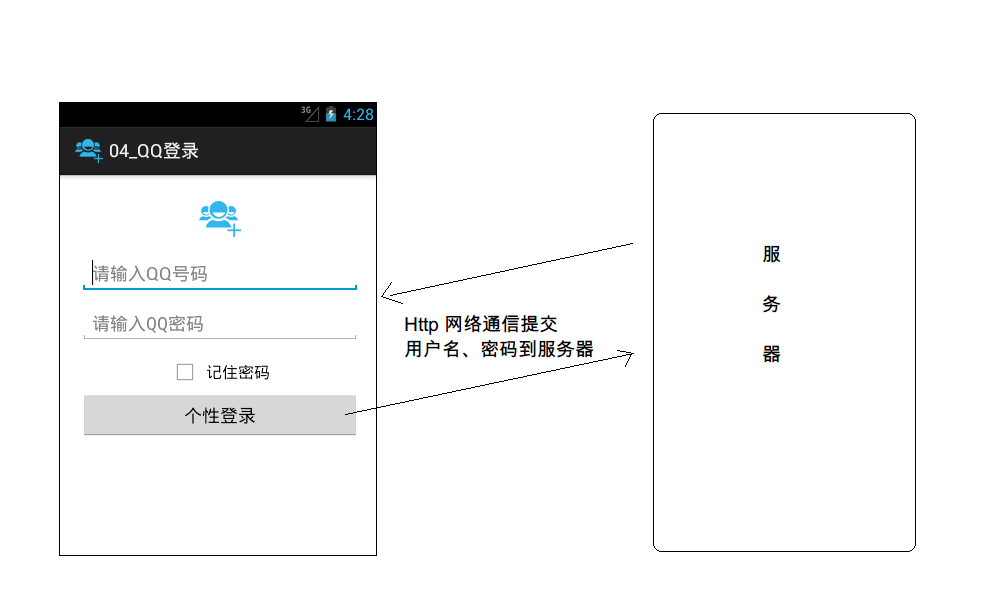 3G 4:28
04_QQ登录
请输入QQ号码
请输入QQ密码
记住密码
个性登录
Http 网络通信提交
用户名、密码到服务器
服
务
器